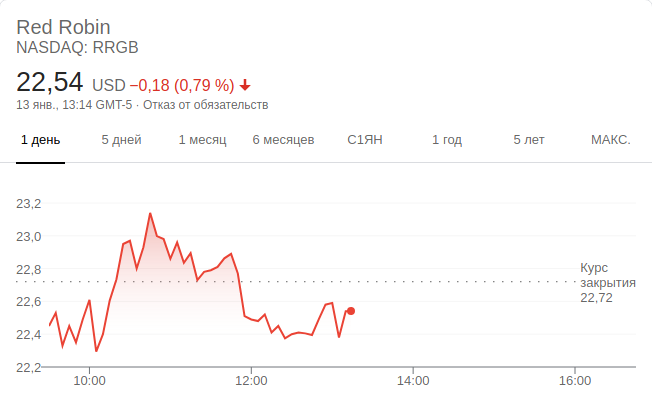 Red Robin
NASDAQ: RRGB
22,54 USD −0,18 (0,79 %)
13 янв., 13:14 GMT-5 · Отказ от обязательств
1 день 5 дней 1 месяц 6 месяцев С1ЯН 1 год 5 лет МАКС.
23,2
23,0
22,8
22,6
22,4
22,2
Курс
закрытия
22,72
10:00 12:00 14:00 16:00